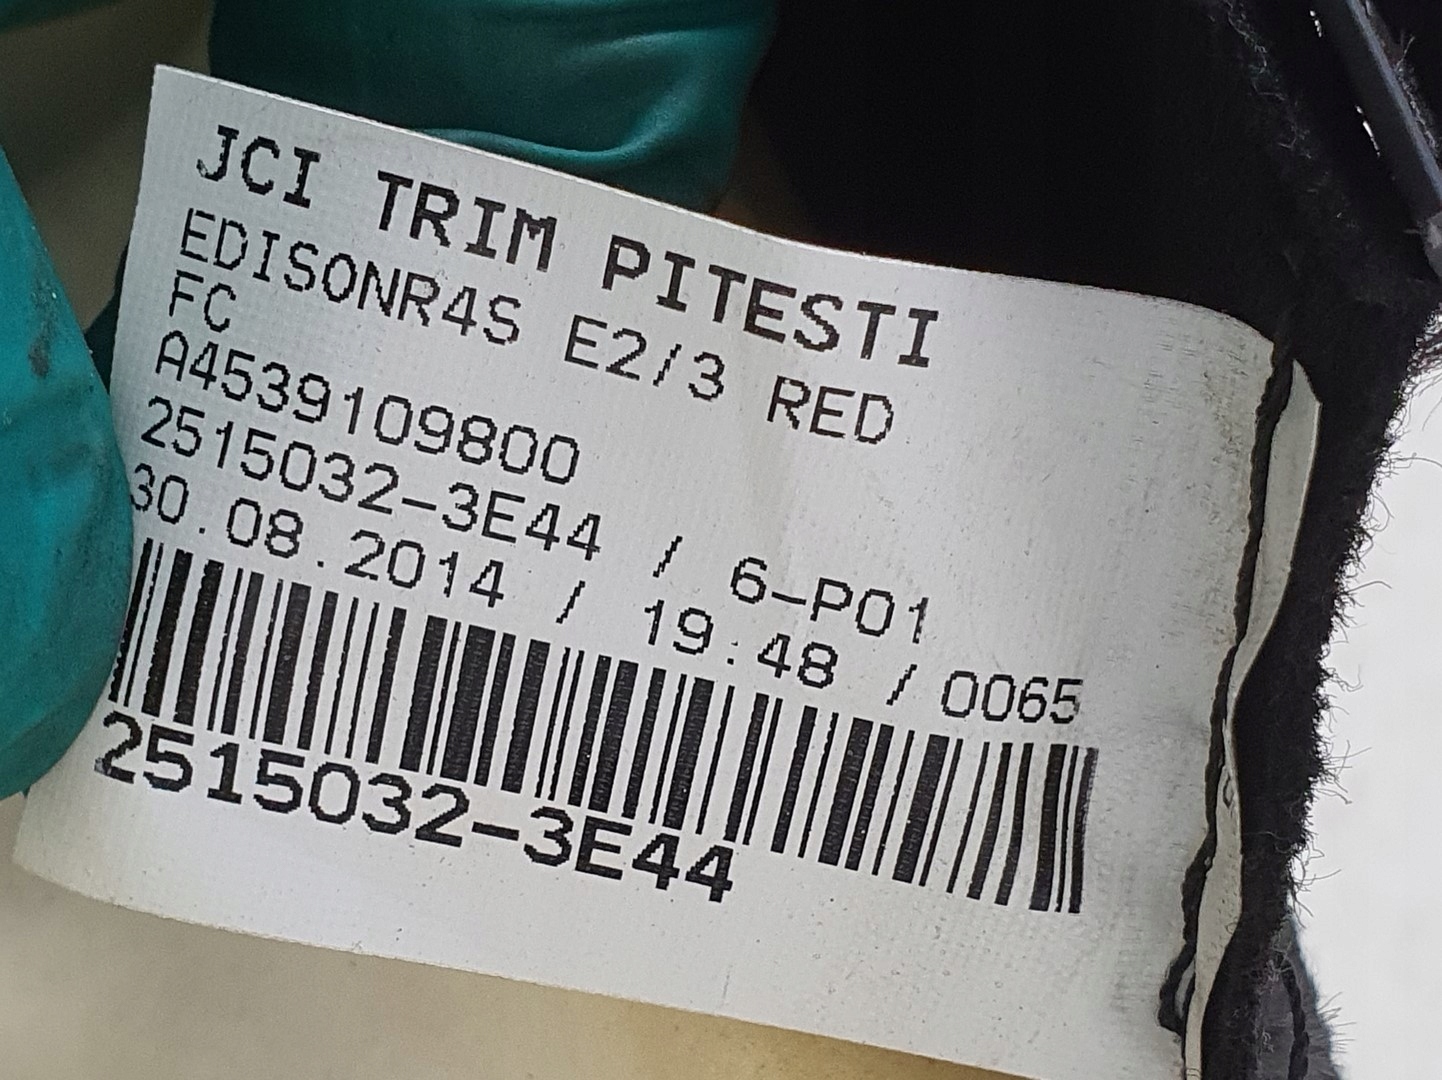 JCI TRIM PITESTI
EDISONR4S E2/3 RED
FC
A4539109800
2515032-3E44 / 6-P01
30.08.2014 / 19:48 / 0065
2515032-3E44